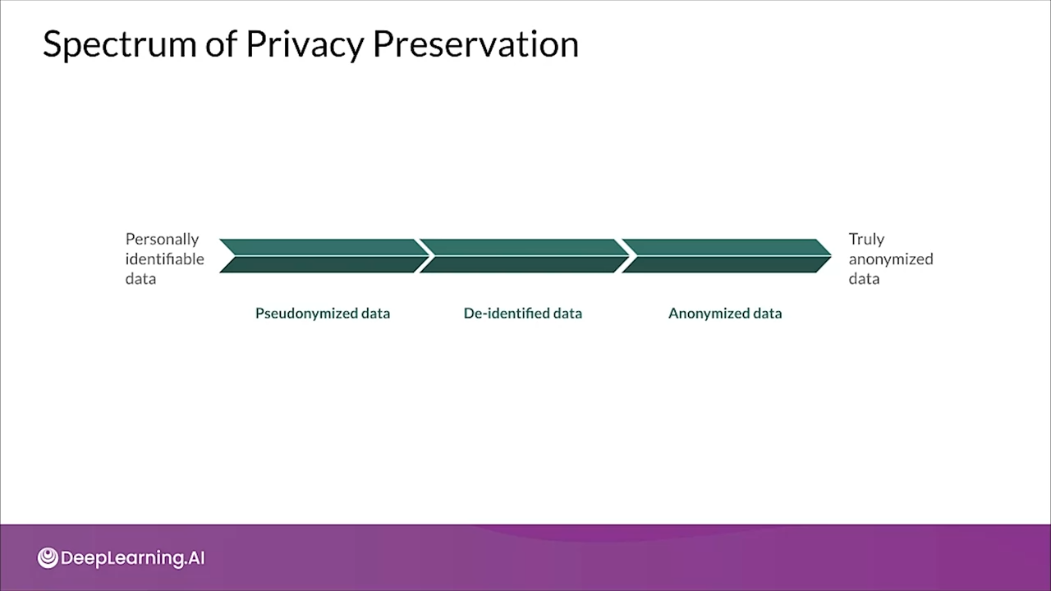 Spectrum of Privacy Preservation
Personally
identifiable
data
Truly
anonymized
data
Pseudonymized data
De-identified data
Anonymized data
DeepLearning.AI